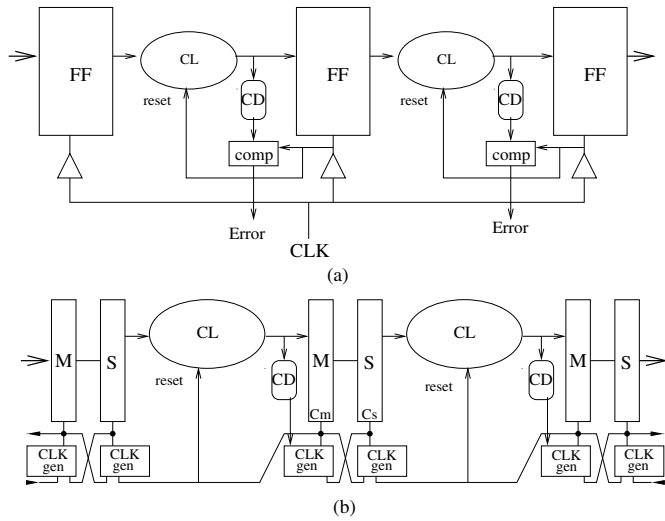 FF
CL
FF
CL
FF
reset
CD
reset
CD
comp
comp
Error
Error
CLK
(a)
M
S
CL
M
S
CL
M
S
reset
CD
reset
CD
Cm
Cs
CLK
gen
CLK
gen
CLK
gen
CLK
gen
CLK
gen
CLK
gen
(b)